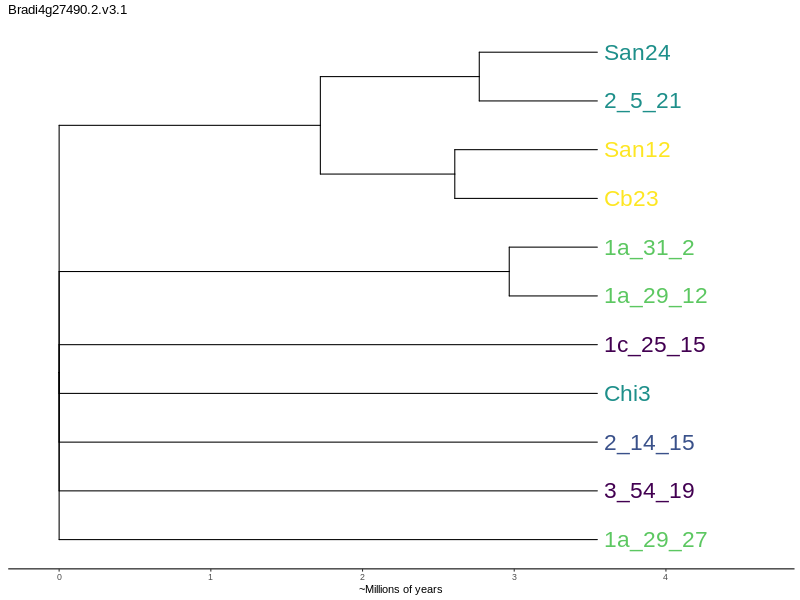 Bradi4g27490.2.v3.1
San24
2_5_21
San12
Cb23
1a_31_2
1a_29_12
1c_25_15
Chi3
2_14_15
3_54_19
1a_29_27
0 1 2 3 4
~Millions of years